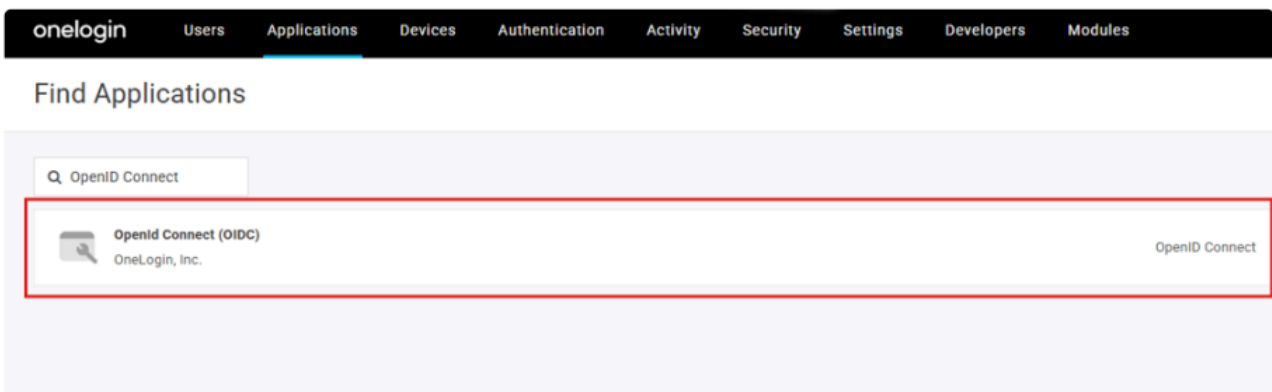 onelogin Users Applications Devices Authentication Activity Security Settings Developers Modules
Find Applications
OpenID Connect
OpenId Connect (OIDC)
OneLogin, Inc.
OpenID Connect